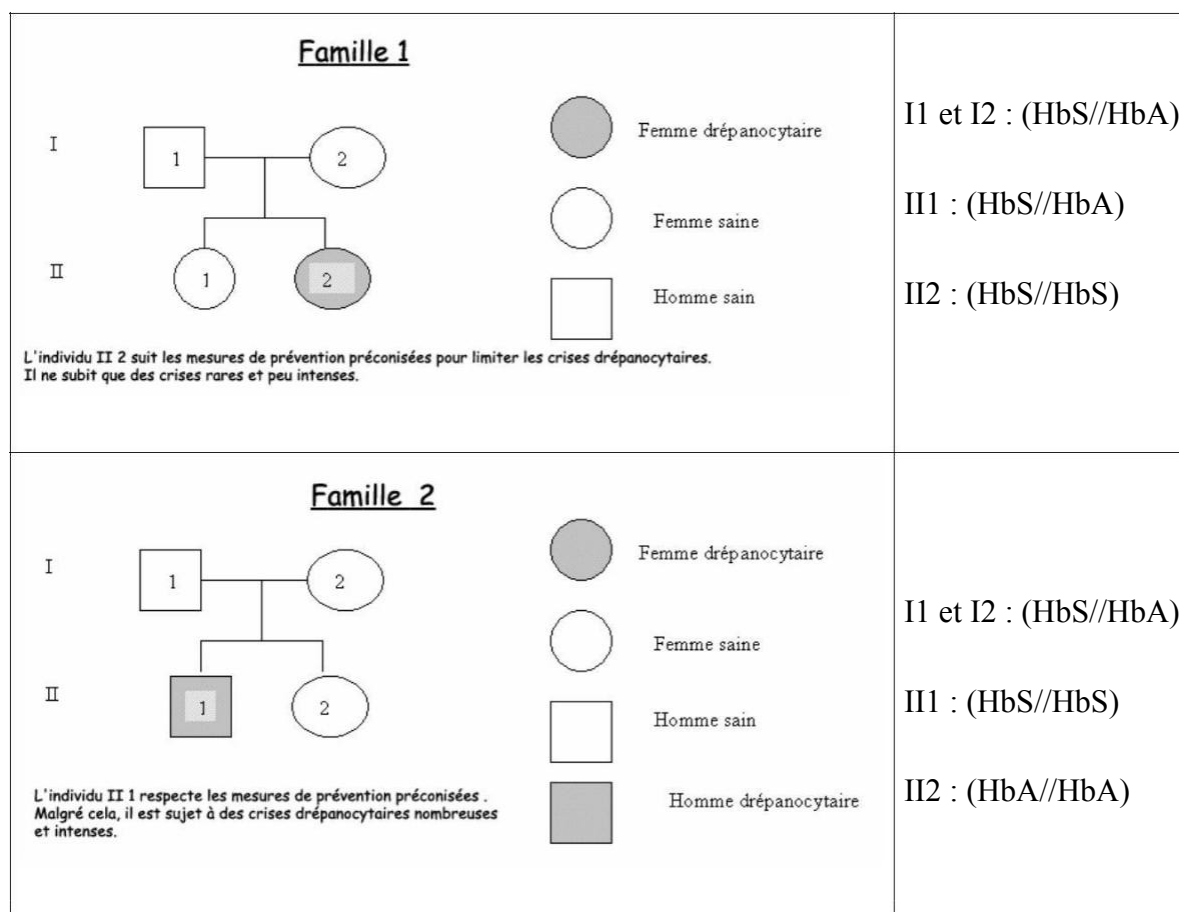 Famille 1
I
1
2
Femme drépanocytaire
Femme saine
II
1
2
Homme sain
L'individu II 2 suit les mesures de prévention préconisées pour limiter les crises drépanocytaires.
Il ne subit que des crises rares et peu intenses.
I1 et I2 : (HbS//HbA)
II1 : (HbS//HbA)
II2 : (HbS//HbS)
Famille 2
I
1
2
Femme drépanocytaire
Femme saine
II
1
2
Homme sain
Homme drépanocytaire
L'individu II 1 respecte les mesures de prévention préconisées .
Malgré cela, il est sujet à des crises drépanocytaires nombreuses
et intenses.
I1 et I2 : (HbS//HbA)
II1 : (HbS//HbS)
II2 : (HbA//HbA)